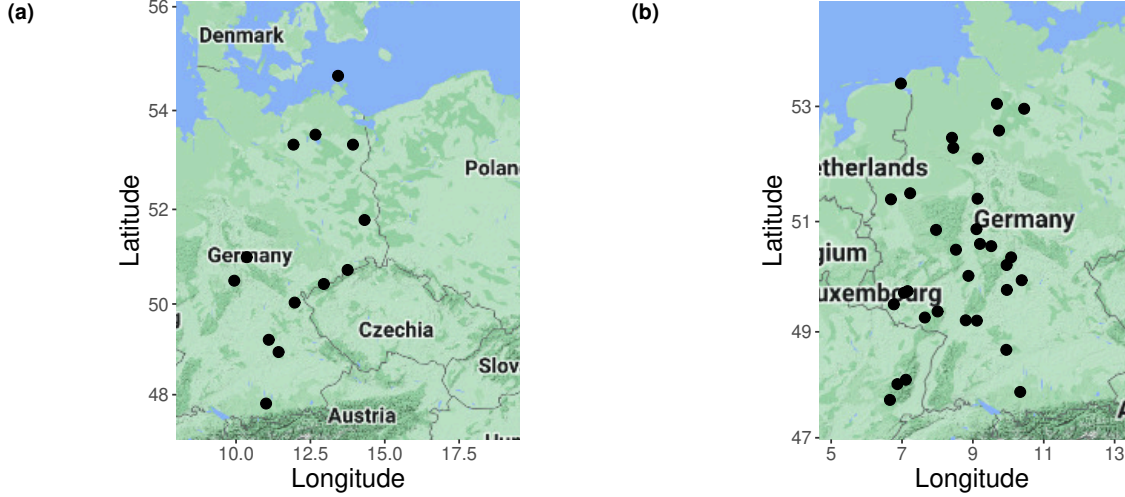 (a)
56
54
52
50
48
Latitude
Denmark
Polan
Germany
Czechia
Slov
Austria
10.0 12.5 15.0 17.5
Longitude
(b)
53
51
49
47
Latitude
etherlands
Germany
gium
uxembourg
5 7 9 11 13
Longitude